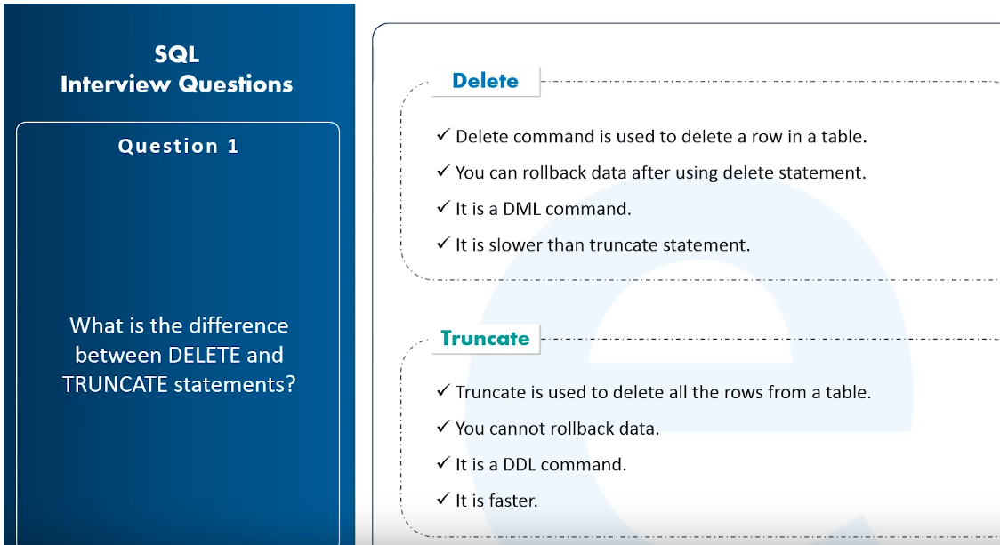 SQL
Interview Questions
Question 1
What is the difference
between DELETE and
TRUNCATE statements?
Delete
✓ Delete command is used to delete a row in a table.
✓ You can rollback data after using delete statement.
✓ It is a DML command.
✓ It is slower than truncate statement.
Truncate
✓ Truncate is used to delete all the rows from a table.
✓ You cannot rollback data.
✓ It is a DDL command.
✓ It is faster.